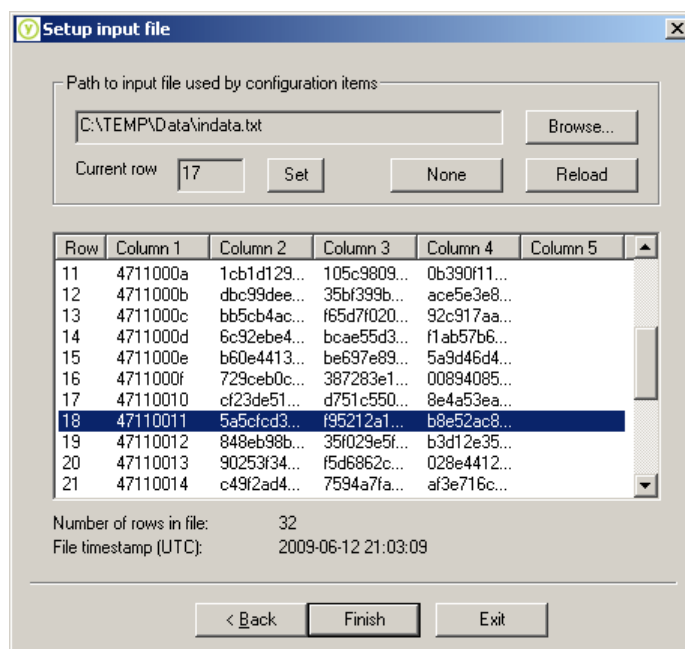 Setup input file
Path to input file used by configuration items
C:\TEMP\Data\indata.txt Browse...
Current row 17 Set None Reload
Row Column 1 Column 2 Column 3 Column 4 Column 5
11 4711000a 1cb1d129... 105c9809... 0b390f11...
12 4711000b dbc99dee... 35bf399b... ace5e3e8...
13 4711000c bb5cb4ac... f65d7f020... 92c917aa...
14 4711000d 6c92ebe4... bcae55d3... f1ab57b6...
15 4711000e b60e4413... be697e89... 5a9d46d4...
16 4711000f 729ceb0c... 387283e1... 00894085...
17 47110010 cf23de51... d751c550... 8e4a53ea...
18 47110011 5a5cfcd3... f95212a1... b8e52ac8...
19 47110012 848eb98b... 35f029e5f... b3d12e35...
20 47110013 90253f34... f5d6862c... 028e4412...
21 47110014 c49f2ad4... 7594a7fa... af3e716c...
Number of rows in file: 32
File timestamp (UTC): 2009-06-12 21:03:09
< Back Finish Exit